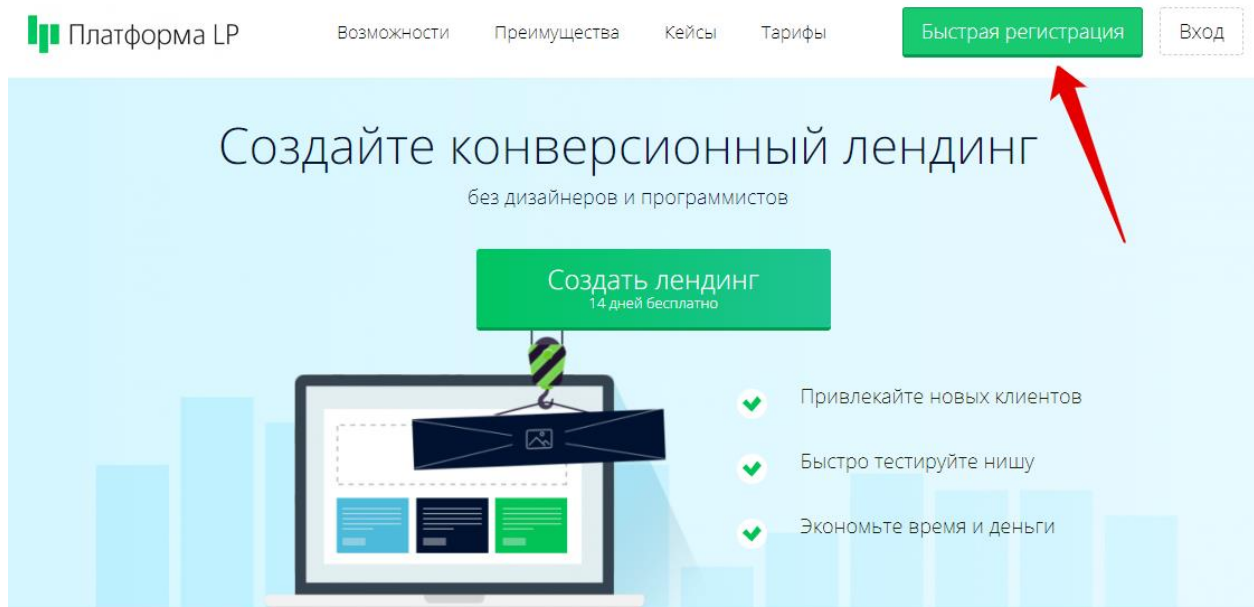 Платформа LP
Возможности
Преимущества
Кейсы
Тарифы
Быстрая регистрация
Вход
Создайте конверсионный лендинг
без дизайнеров и программистов
Создать лендинг
14 дней бесплатно
Привлекайте новых клиентов
Быстро тестируйте нишу
Экономьте время и деньги